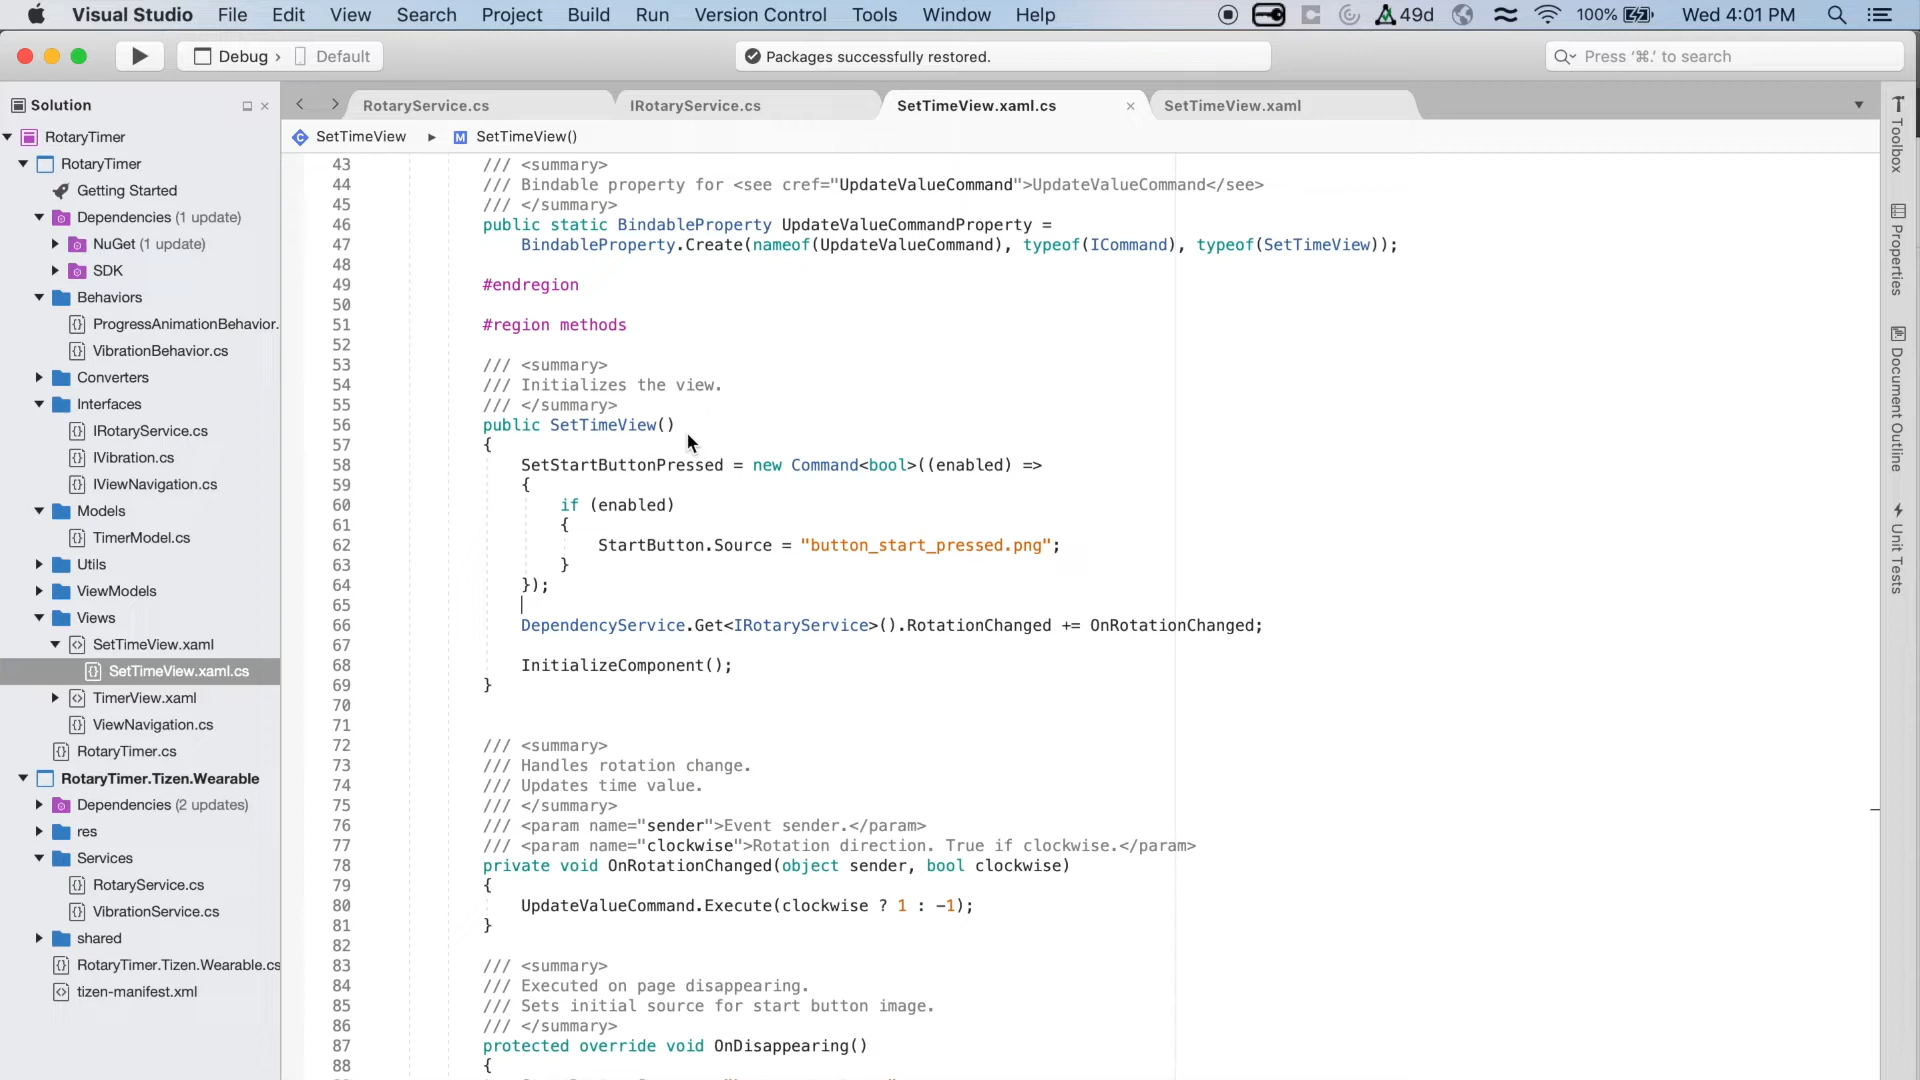 Visual Studio File Edit View Search Project Build Run Version Control Tools Window Help 49d 100% Wed 4:01 PM
Debug › Default Packages successfully restored. Press '⌘.' to search
Solution
RotaryTimer
RotaryTimer
Getting Started
Dependencies (1 update)
NuGet (1 update)
SDK
Behaviors
ProgressAnimationBehavior.
VibrationBehavior.cs
Converters
Interfaces
IRotaryService.cs
IVibration.cs
IViewNavigation.cs
Models
TimerModel.cs
Utils
ViewModels
Views
SetTimeView.xaml
SetTimeView.xaml.cs
TimerView.xaml
ViewNavigation.cs
RotaryTimer.cs
RotaryTimer.Tizen.Wearable
Dependencies (2 updates)
res
Services
RotaryService.cs
VibrationService.cs
shared
RotaryTimer.Tizen.Wearable.cs
tizen-manifest.xml
RotaryService.cs IRotaryService.cs SetTimeView.xaml.cs SetTimeView.xaml
SetTimeView SetTimeView()
43 /// <summary>
44 /// Bindable property for <see cref="UpdateValueCommand">UpdateValueCommand</see>
45 /// </summary>
46 public static BindableProperty UpdateValueCommandProperty =
47 BindableProperty.Create(nameof(UpdateValueCommand), typeof(ICommand), typeof(SetTimeView));
48
49 #endregion
50
51 #region methods
52
53 /// <summary>
54 /// Initializes the view.
55 /// </summary>
56 public SetTimeView()
57 {
58 SetStartButtonPressed = new Command<bool>((enabled) =>
59 {
60 if (enabled)
61 {
62 StartButton.Source = "button_start_pressed.png";
63 }
64 });
65
66 DependencyService.Get<IRotaryService>().RotationChanged += OnRotationChanged;
67
68 InitializeComponent();
69 }
70
71
72 /// <summary>
73 /// Handles rotation change.
74 /// Updates time value.
75 /// </summary>
76 /// <param name="sender">Event sender.</param>
77 /// <param name="clockwise">Rotation direction. True if clockwise.</param>
78 private void OnRotationChanged(object sender, bool clockwise)
79 {
80 UpdateValueCommand.Execute(clockwise ? 1 : -1);
81 }
82
83 /// <summary>
84 /// Executed on page disappearing.
85 /// Sets initial source for start button image.
86 /// </summary>
87 protected override void OnDisappearing()
88 {
Toolbox
Properties
Document Outline
Unit Tests